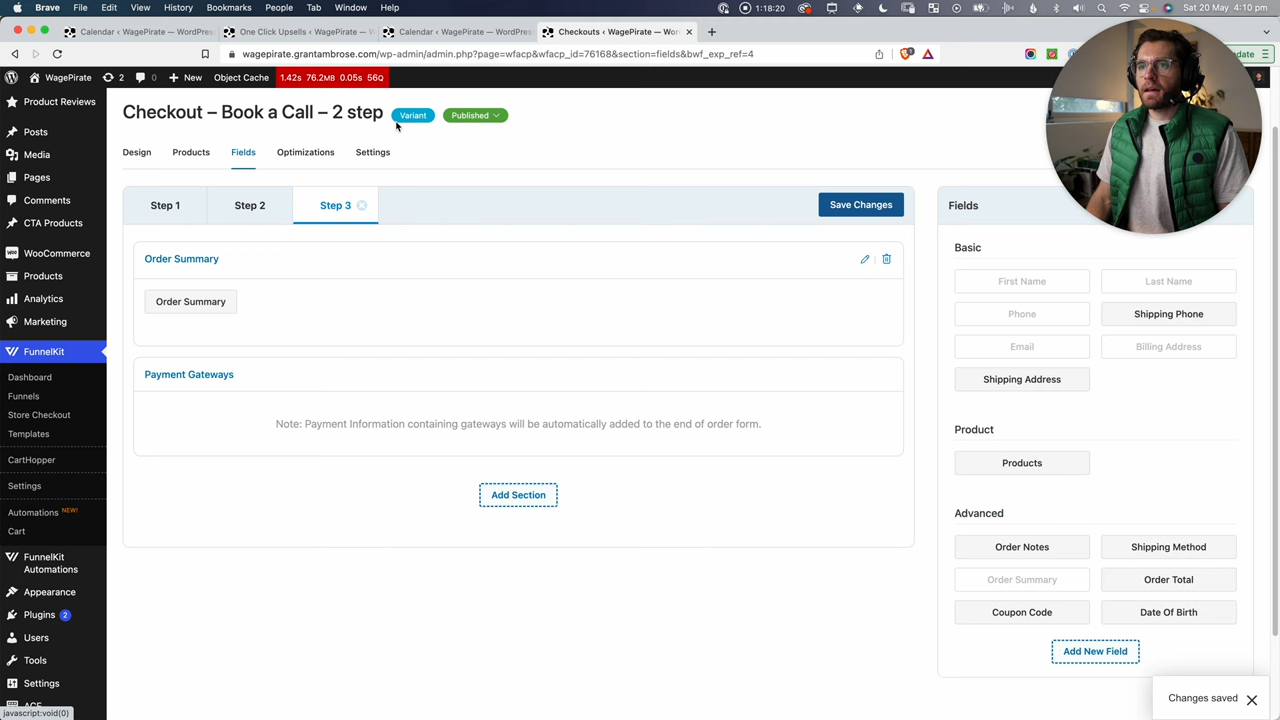 Brave File Edit View History Bookmarks People Tab Window Help
1:18:20
Tue 4 Jul 4:10 pm
Calendar ‹ WagePirate — WordPres
One Click Upsells ‹ WagePirate — W
Calendar ‹ WagePirate — WordPres
Checkouts ‹ WagePirate — Wor
wagepirate.grantambrose.com/wp-admin/admin.php?page=wfacp&wfacp_id=76168&section=fields&bwf_exp_ref=4
WagePirate
2
0
New
Object Cache
1.42s 76.2MB 0.05s 56Q
Product Reviews
Posts
Media
Pages
Comments
CTA Products
WooCommerce
Products
Analytics
Marketing
FunnelKit
Dashboard
Funnels
Store Checkout
Templates
CartHopper
Settings
Automations NEW!
Cart
FunnelKit
Automations
Appearance
Plugins 2
Users
Tools
Settings
ACF
javascript:void(0)
Checkout – Book a Call – 2 step
Variant
Published
Design
Products
Fields
Optimizations
Settings
Step 1
Step 2
Step 3
Save Changes
Order Summary
Order Summary
Payment Gateways
Note: Payment Information containing gateways will be automatically added to the end of order form.
Add Section
Fields
Basic
First Name
Last Name
Phone
Shipping Phone
Email
Billing Address
Shipping Address
Product
Products
Advanced
Order Notes
Shipping Method
Order Summary
Order Total
Coupon Code
Date Of Birth
Add New Field
Changes saved